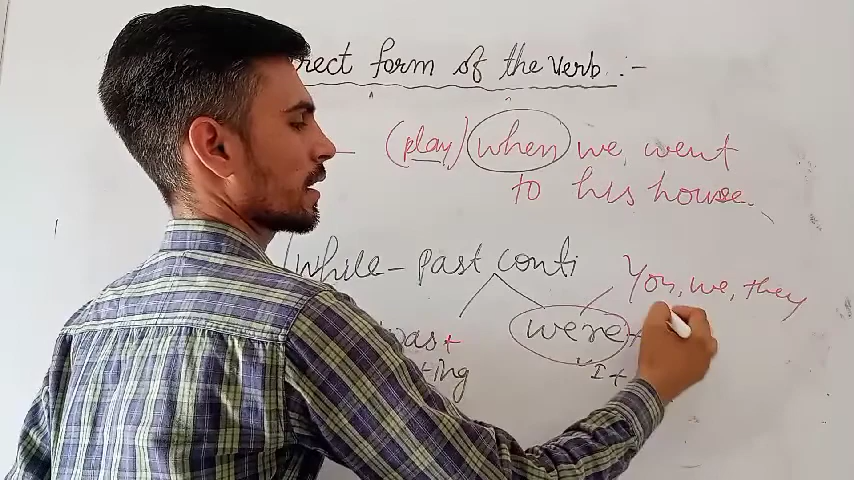 rect form of the verb :-
(play) when we went
to his house.
while - past conti
You, we, they
was + were +
ting I +